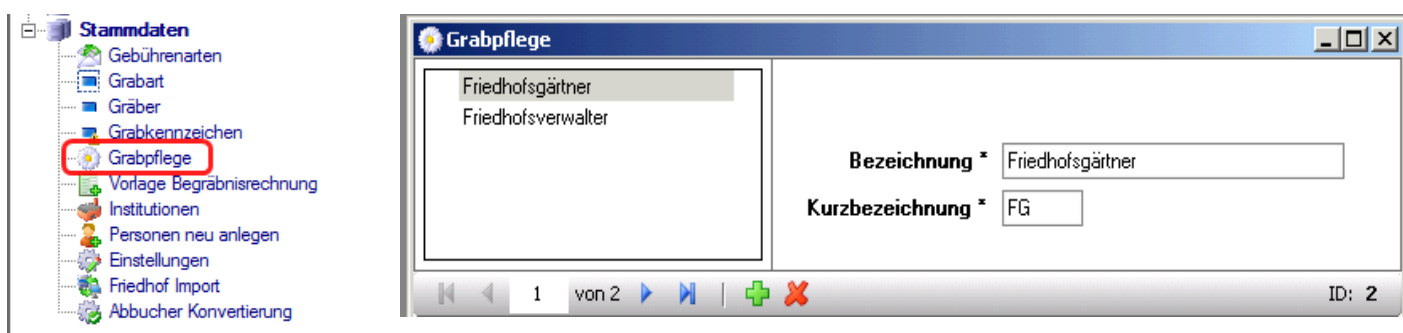 Stammdaten
Gebührenarten
Grabart
Gräber
Grabkennzeichen
Grabpflege
Vorlage Begräbnisrechnung
Institutionen
Personen neu anlegen
Einstellungen
Friedhof Import
Abbucher Konvertierung
Grabpflege
Friedhofsgärtner
Friedhofsverwalter
Bezeichnung * Friedhofsgärtner
Kurzbezeichnung * FG
1 von 2 ID: 2